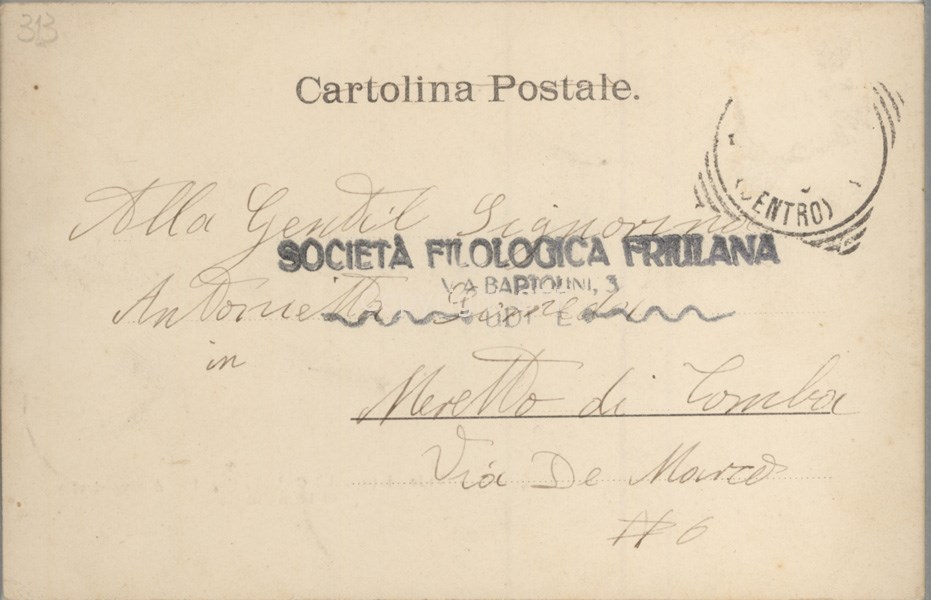 313
Cartolina Postale.
(CENTRO)
Alla Gentil Signorina
SOCIETÀ FILOLOGICA FRIULANA
VIA BARTOLINI, 3
Antonietta
UDI E
in
Meretto di Tomba
Via De Marco
N 6